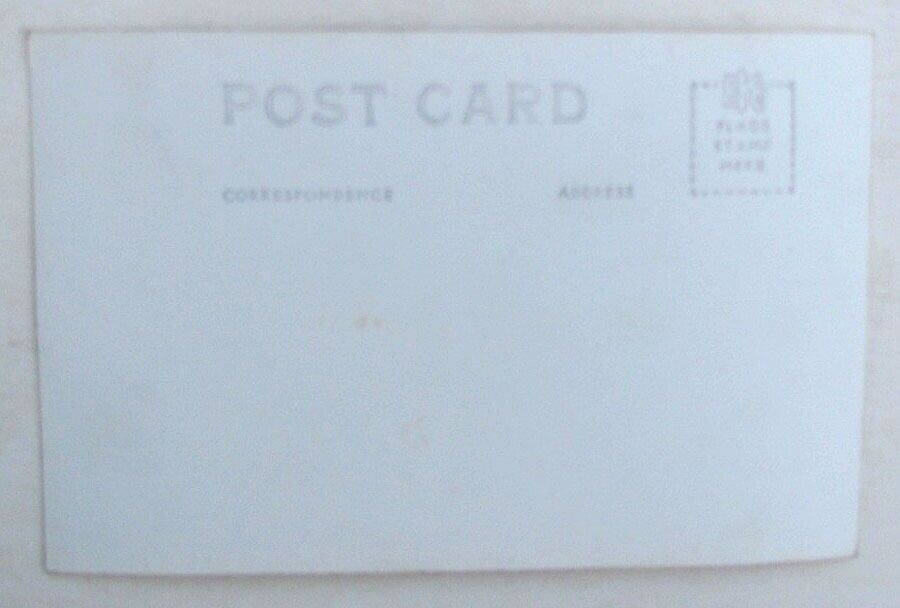 POST CARD
PLACE
STAMP
HERE
CORRESPONDENCE
ADDRESS